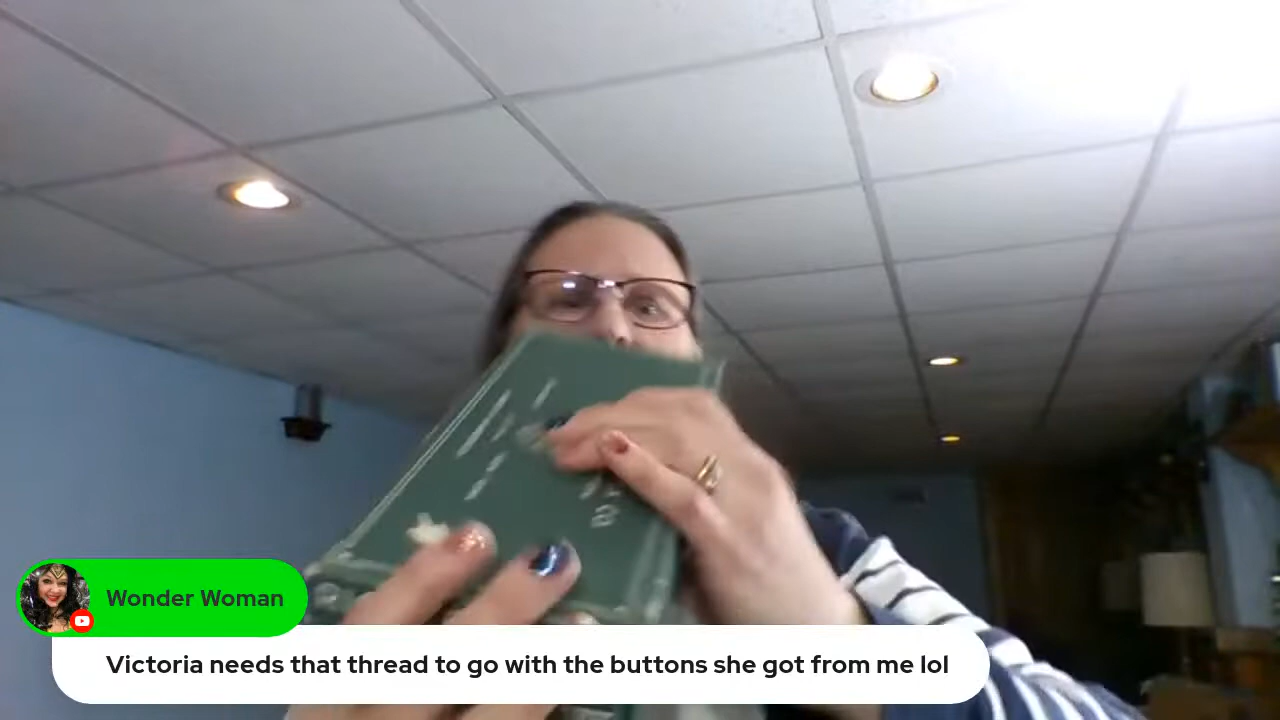 Wonder Woman
Victoria needs that thread to go with the buttons she got from me lol